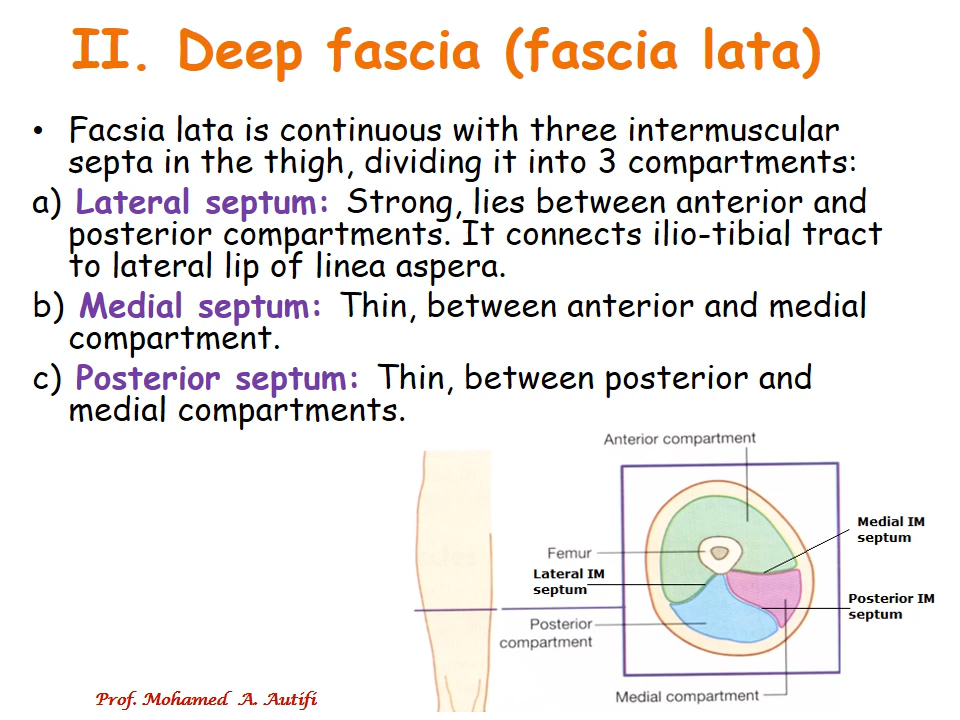 II. Deep fascia (fascia lata)
• Facsia lata is continuous with three intermuscular
septa in the thigh, dividing it into 3 compartments:
a) Lateral septum: Strong, lies between anterior and
posterior compartments. It connects ilio-tibial tract
to lateral lip of linea aspera.
b) Medial septum: Thin, between anterior and medial
compartment.
c) Posterior septum: Thin, between posterior and
medial compartments.
Anterior compartment
Medial IM
septum
Femur
Lateral IM
septum
Posterior IM
septum
Posterior
compartment
Medial compartment
Prof. Mohamed A. Autifi